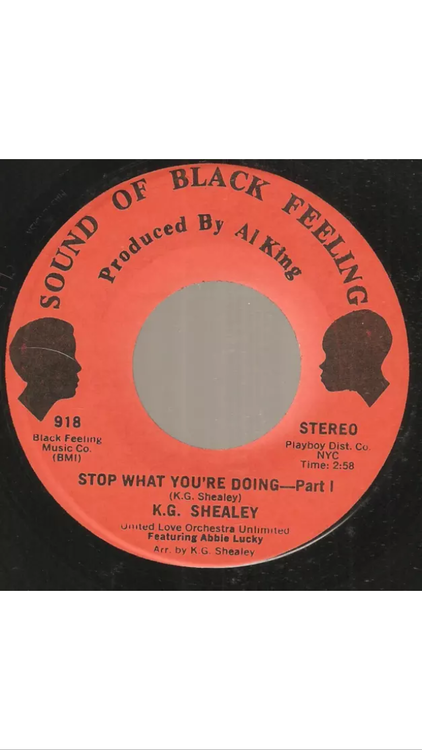 SOUND OF BLACK FEELING
Produced By Al King
918
Black Feeling
Music Co.
(BMI)
STEREO
Playboy Dist. Co.
NYC
Time: 2:58
STOP WHAT YOU'RE DOING—Part I
(K.G. Shealey)
K.G. SHEALEY
United Love Orchestra Unlimited
Featuring Abbie Lucky
Arr. by K.G. Shealey